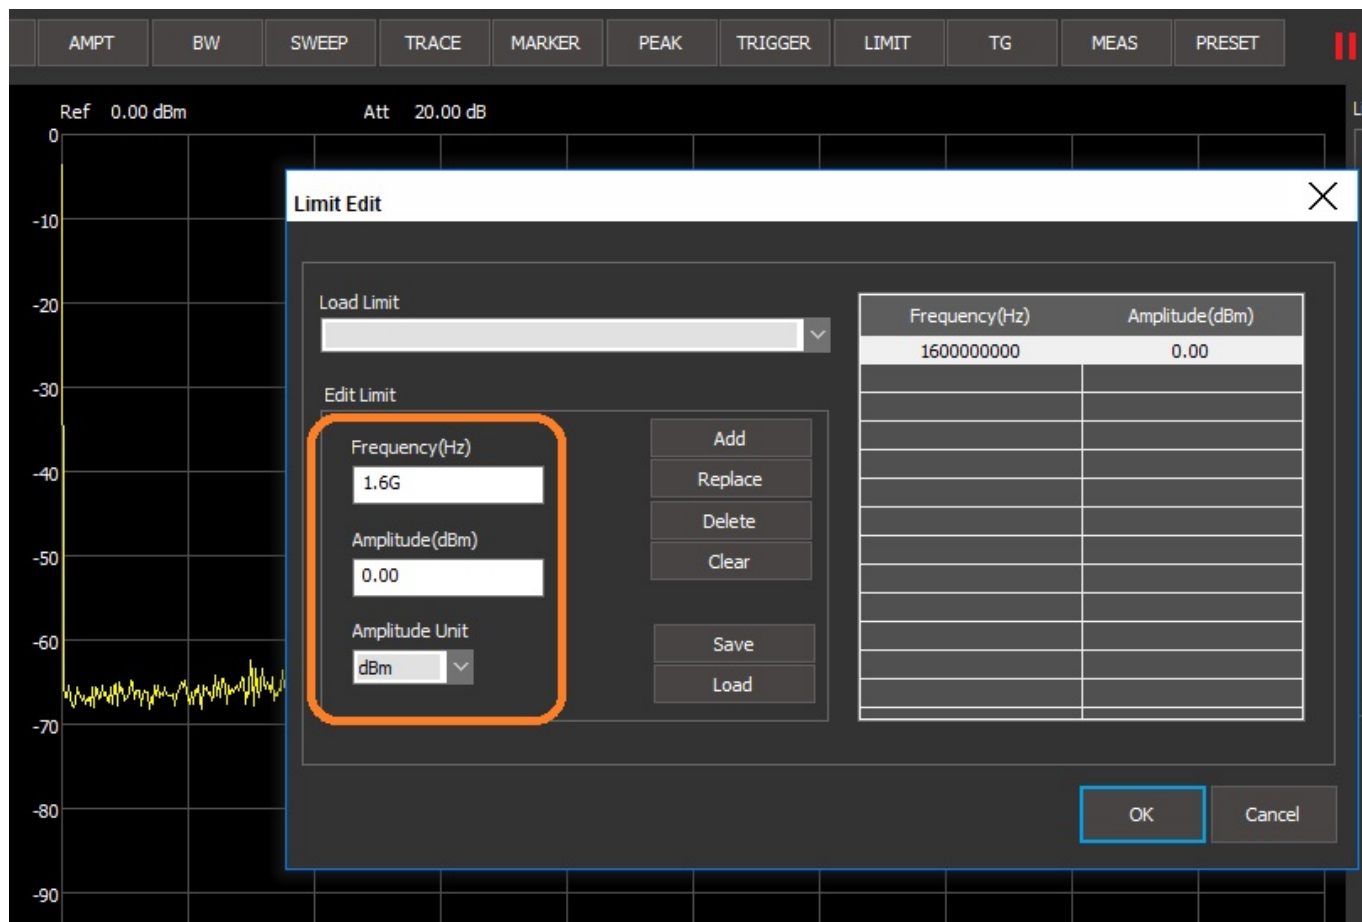 AMPT BW SWEEP TRACE MARKER PEAK TRIGGER LIMIT TG MEAS PRESET
Ref 0.00 dBm Att 20.00 dB
L
0
-10
-20
-30
-40
-50
-60
-70
-80
-90
Limit Edit
Load Limit
Edit Limit
Frequency(Hz)
1.6G
Amplitude(dBm)
0.00
Amplitude Unit
dBm
Add
Replace
Delete
Clear
Save
Load
Frequency(Hz) Amplitude(dBm)
1600000000 0.00
OK Cancel